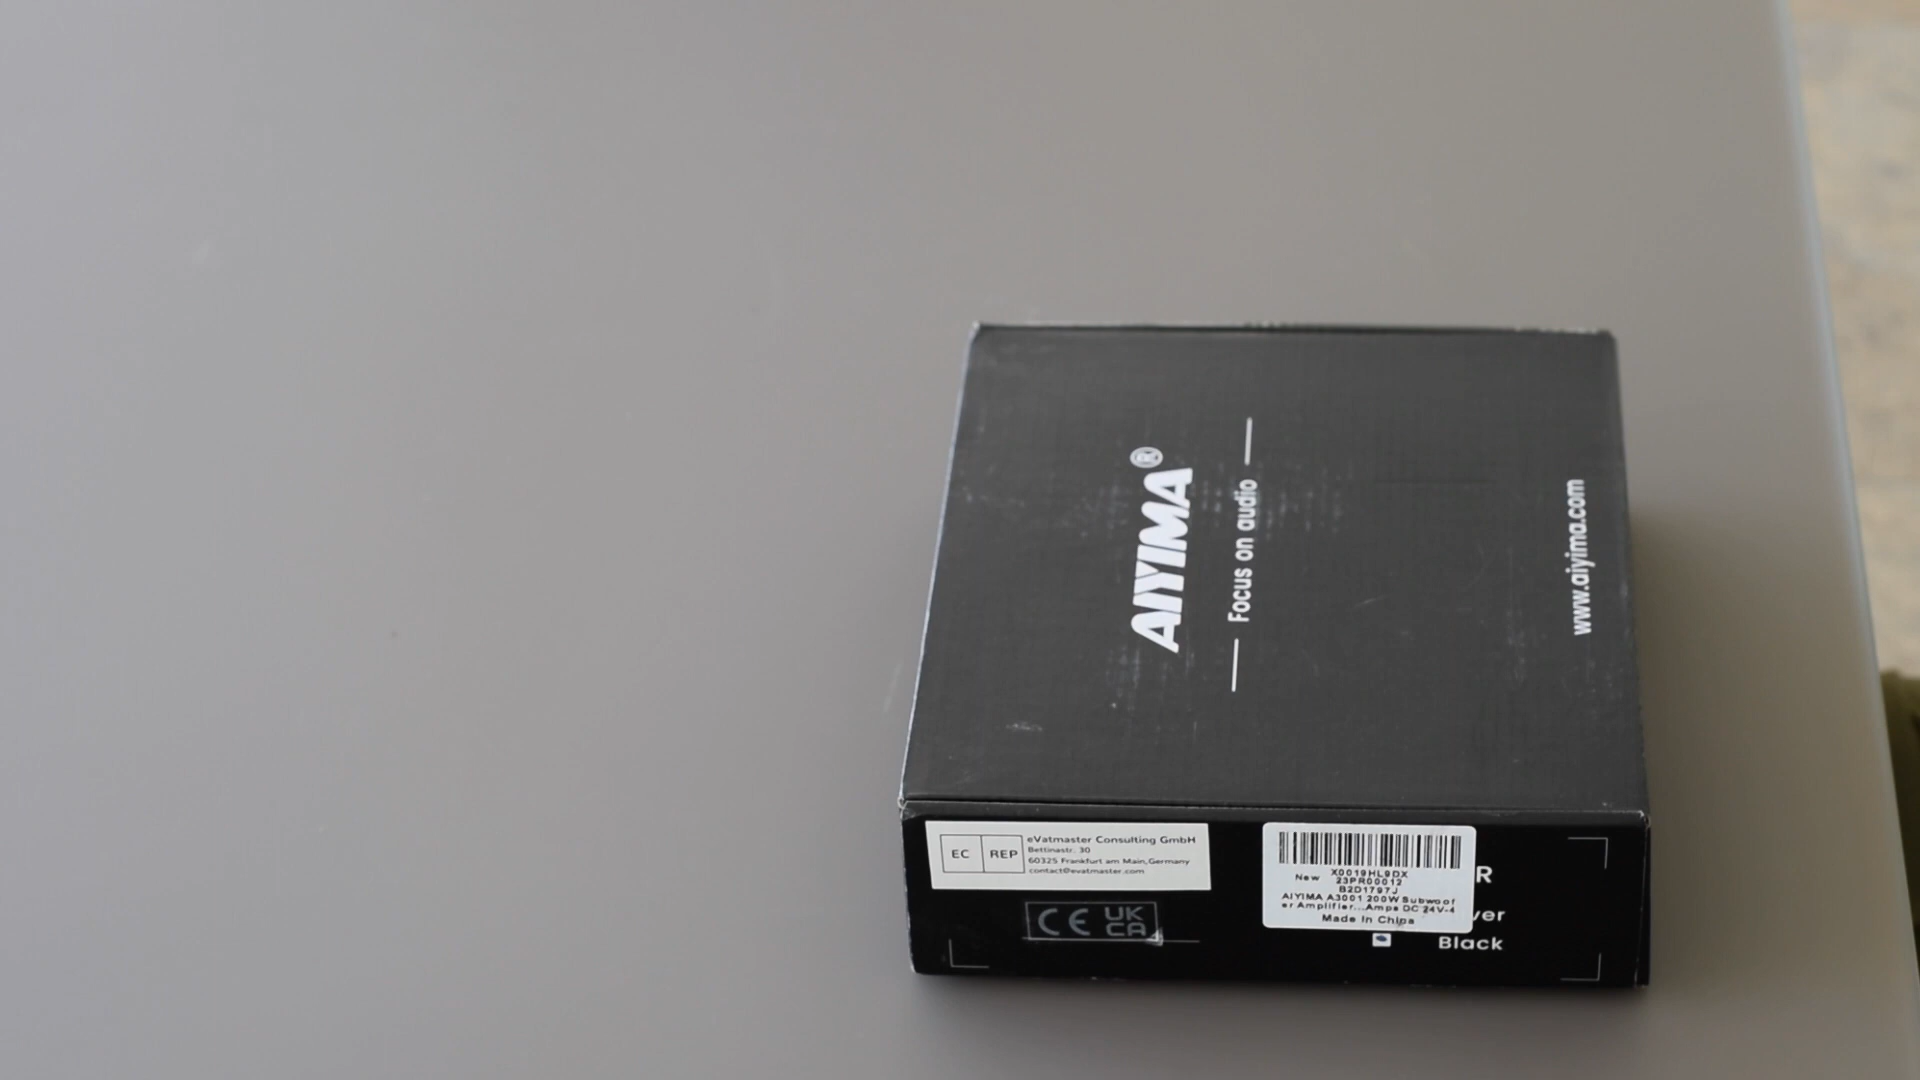 AIYIMA®
Focus on audio
www.aiyima.com
EC REP
eVatmaster Consulting GmbH
Bettinastr. 30
60325 Frankfurt am Main,Germany
contact@evatmaster.com
CE UK CA
X0019HL9DX
New 23PR00012
B2D1797J
AIYIMA A3001 200W Subwoof
er Amplifier...Amps DC 24V-4
Made In China
R
ver
Black